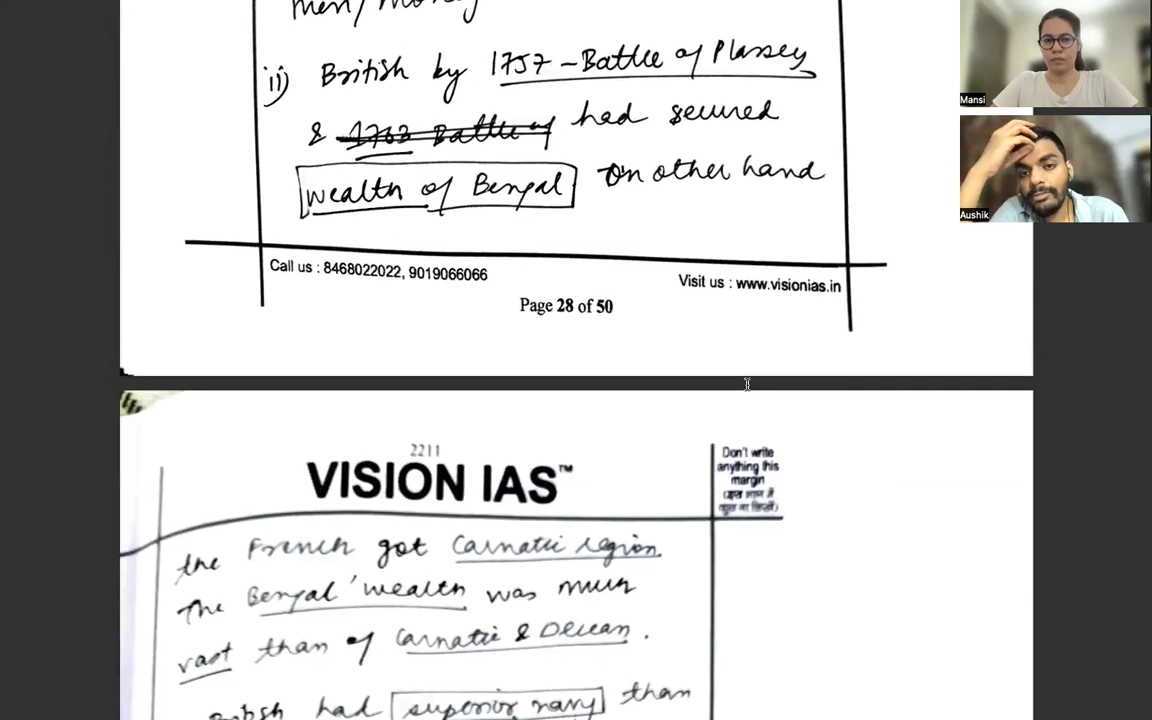 men/money
ii) British by 1757 – Battle of Plassey
& 1763 Battle of had secured
wealth of Bengal on other hand
Call us : 8468022022, 9019066066
Visit us : www.visionias.in
Page 28 of 50
2211
VISION IAS™
Don't write
anything this
margin
(इस भाग में
कुछ ना लिखें)
the French got Carnatic region.
The Bengal' wealth was much
vast than of Carnatic & Deccan.
had superior navy than
Mansi
Aushik